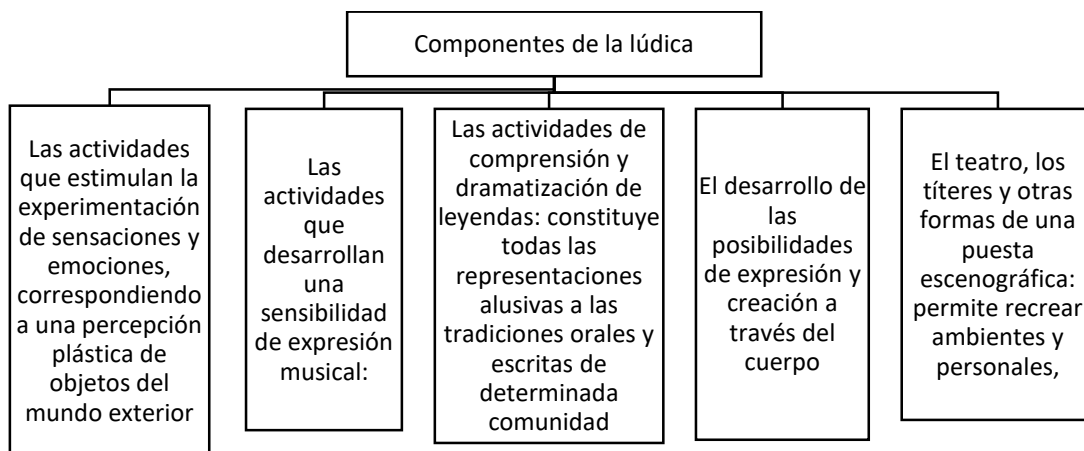 Componentes de la lúdica
Las actividades
que estimulan la
experimentación
de sensaciones y
emociones,
correspondiendo
a una percepción
plástica de
objetos del
mundo exterior
Las
actividades
que
desarrollan
una
sensibilidad
de expresión
musical:
Las actividades de
comprensión y
dramatización de
leyendas: constituye
todas las
representaciones
alusivas a las
tradiciones orales y
escritas de
determinada
comunidad
El desarrollo de
las
posibilidades
de expresión y
creación a
través del
cuerpo
El teatro, los
títeres y otras
formas de una
puesta
escenográfica:
permite recrear
ambientes y
personales,